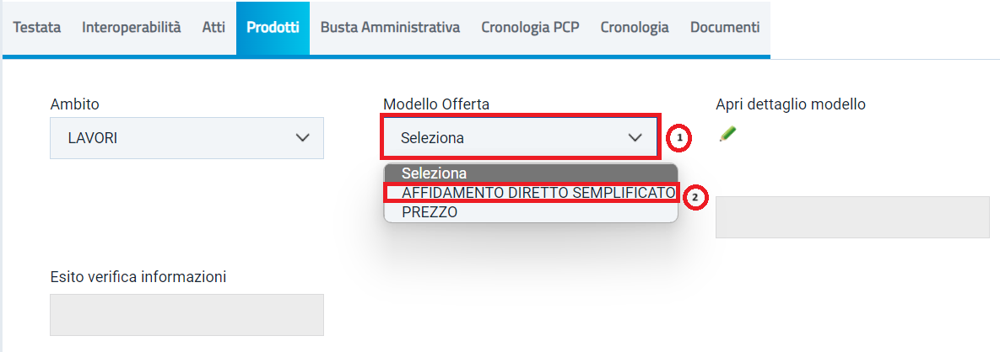 Testata Interoperabilità Atti Prodotti Busta Amministrativa Cronologia PCP Cronologia Documenti
Ambito Modello Offerta Apri dettaglio modello
LAVORI Seleziona 1
Seleziona
AFFIDAMENTO DIRETTO SEMPLIFICATO 2
PREZZO
Esito verifica informazioni